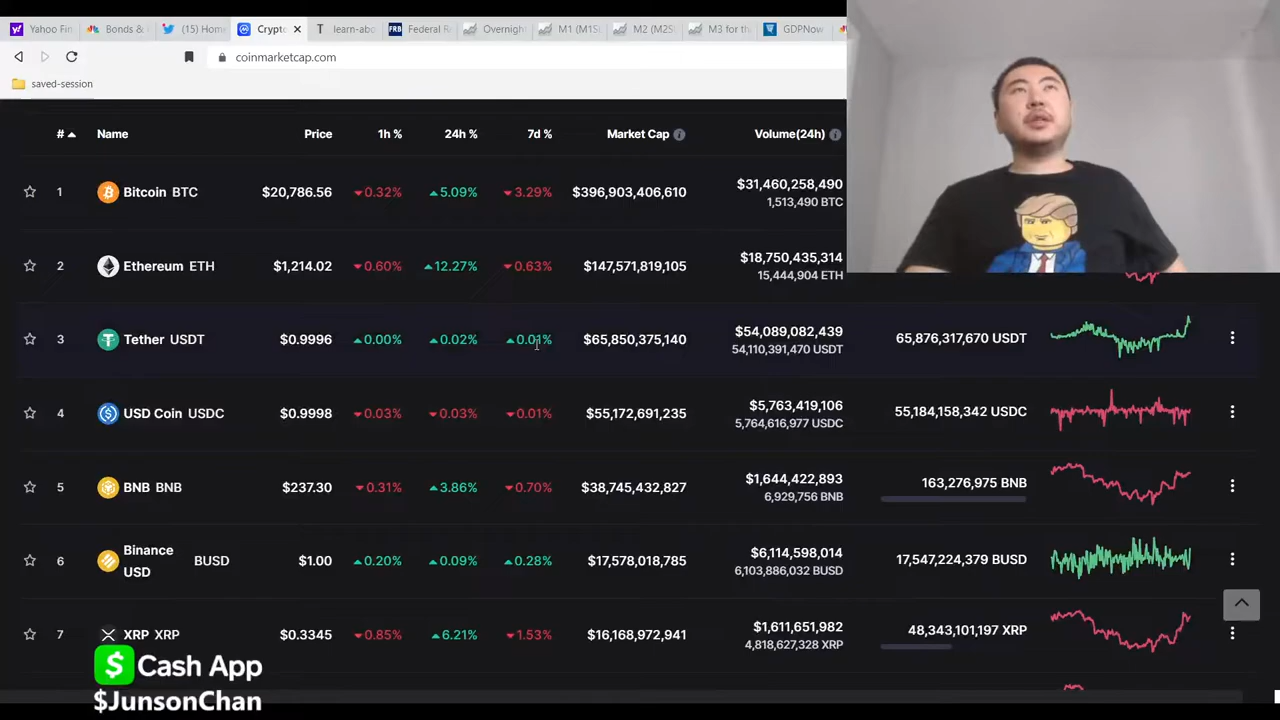 Yahoo Fin
Bonds &
(15) Home
Crypto
learn-abo
FRB
Federal R
Overnigh
M1 (M1S
M2 (M2S
M3 for th
GDPNow
coinmarketcap.com
saved-session
# Name Price 1h % 24h % 7d % Market Cap Volume(24h)
1 Bitcoin BTC $20,786.56 0.32% 5.09% 3.29% $396,903,406,610 $31,460,258,490
1,513,490 BTC
2 Ethereum ETH $1,214.02 0.60% 12.27% 0.63% $147,571,819,105 $18,750,435,314
15,444,904 ETH
3 Tether USDT $0.9996 0.00% 0.02% 0.01% $65,850,375,140 $54,089,082,439 65,876,317,670 USDT
54,110,391,470 USDT
4 USD Coin USDC $0.9998 0.03% 0.03% 0.01% $55,172,691,235 $5,763,419,106 55,184,158,342 USDC
5,764,616,977 USDC
5 BNB BNB $237.30 0.31% 3.86% 0.70% $38,745,432,827 $1,644,422,893 163,276,975 BNB
6,929,756 BNB
6 Binance USD BUSD $1.00 0.20% 0.09% 0.28% $17,578,018,785 $6,114,598,014 17,547,224,379 BUSD
6,103,886,032 BUSD
7 XRP XRP $0.3345 0.85% 6.21% 1.53% $16,168,972,941 $1,611,651,982 48,343,101,197 XRP
4,818,627,328 XRP
$ Cash App
$JunsonChan